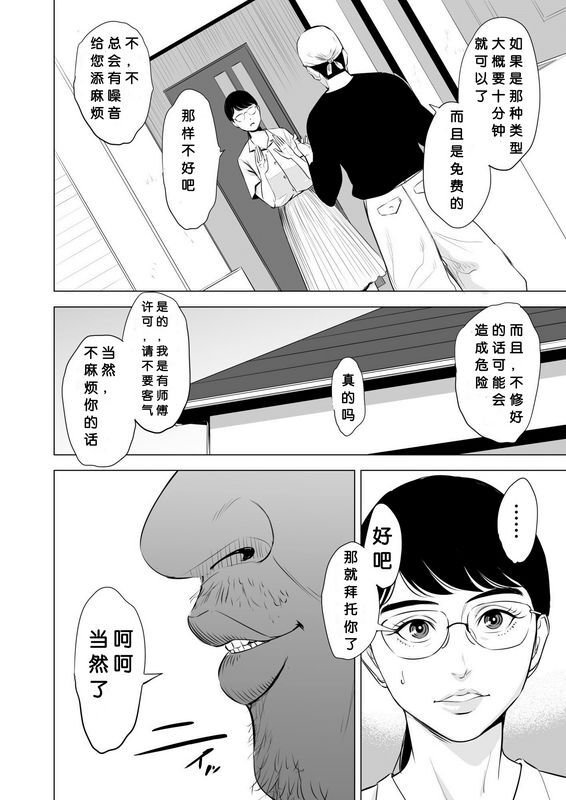 如果是那种类型
大概要十分钟
就可以了
而且是免费的
那样不好吧
不，不
总会有噪音
给您添麻烦
而且，不修好
的话可能会
造成危险
真的吗
是的，我是有师傅
许可，请不要客气
当然，
不麻烦你的话
……
好吧
那就拜托你了
呵呵
当然了